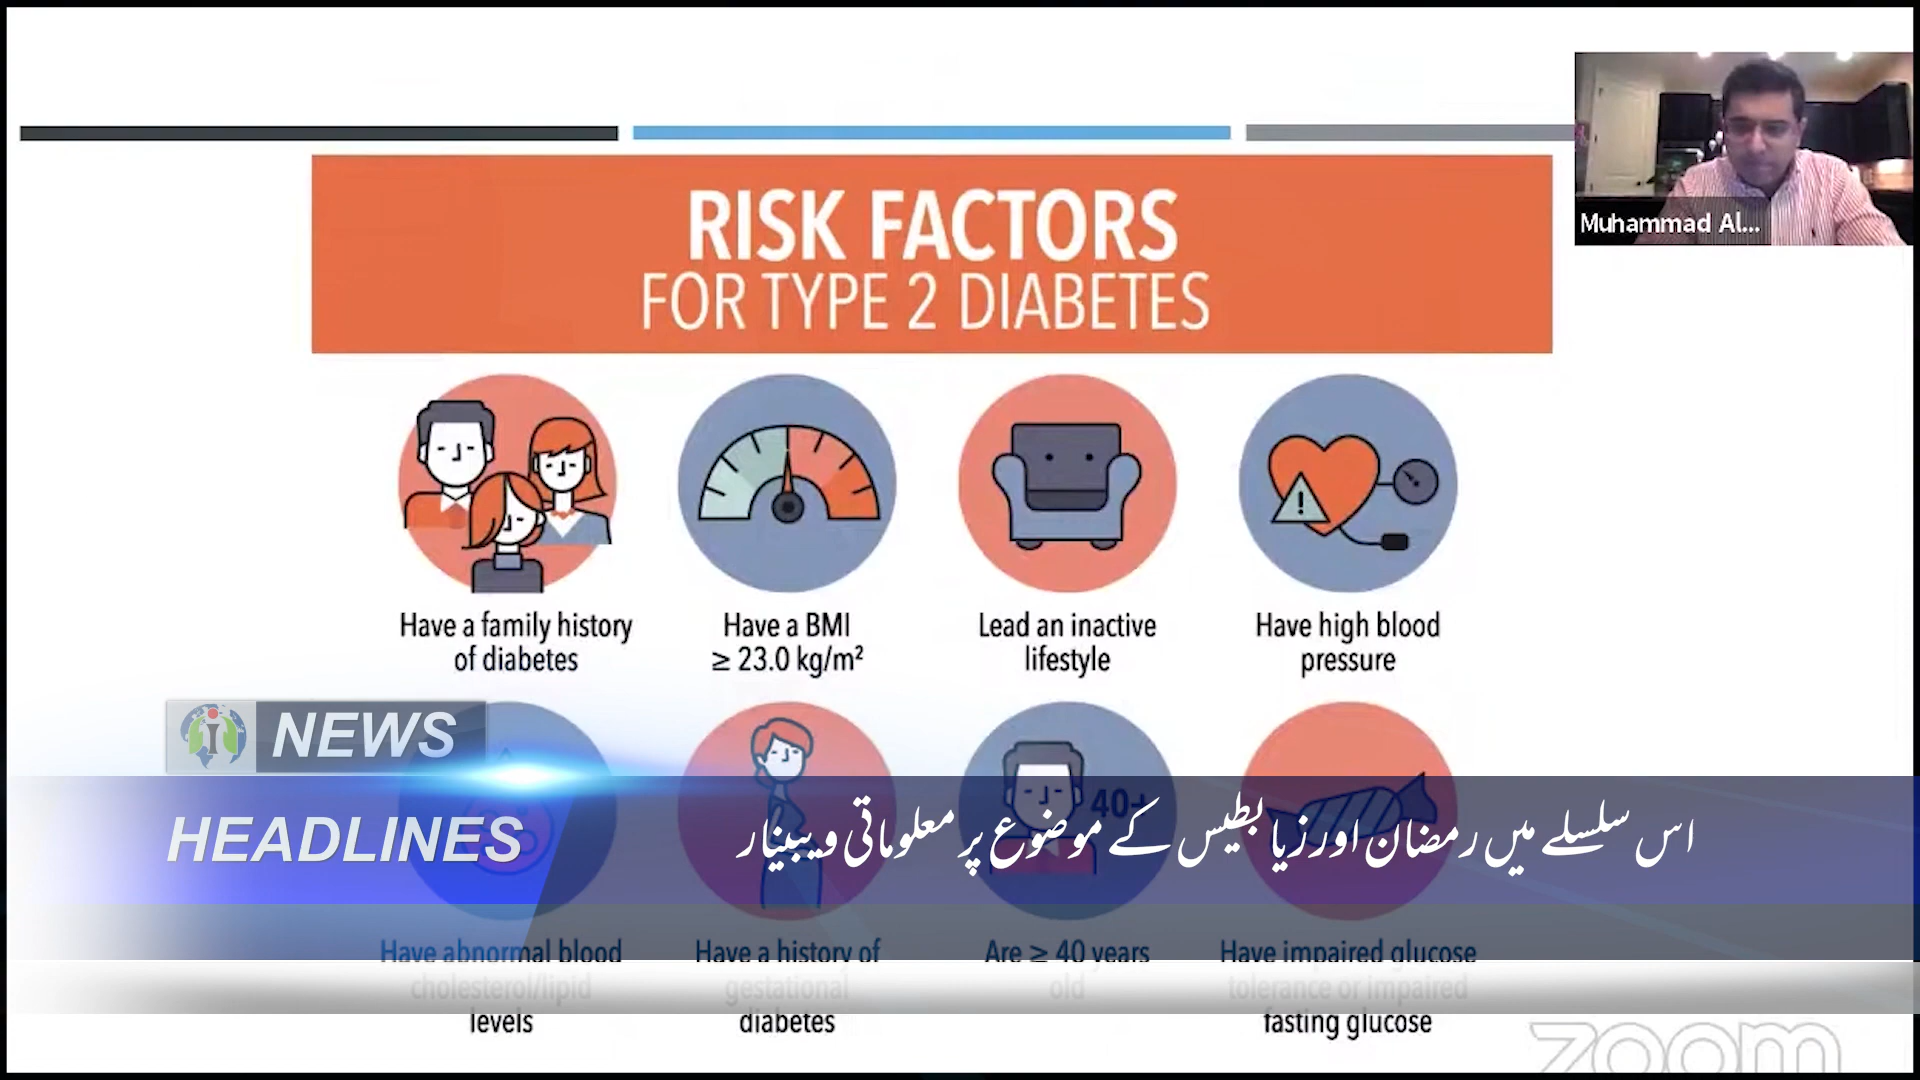 RISK FACTORS
FOR TYPE 2 DIABETES
Muhammad Al...
Have a family history
of diabetes
Have a BMI
≥ 23.0 kg/m²
Lead an inactive
lifestyle
Have high blood
pressure
NEWS
HEADLINES
40+
اس سلسلے میں رمضان اور زیابطیس کے موضوع پر معلوماتی ویبینار
Have abnormal blood
cholesterol/lipid
levels
Have a history of
gestational
diabetes
Are ≥ 40 years
old
Have impaired glucose
tolerance or impaired
fasting glucose
zoom